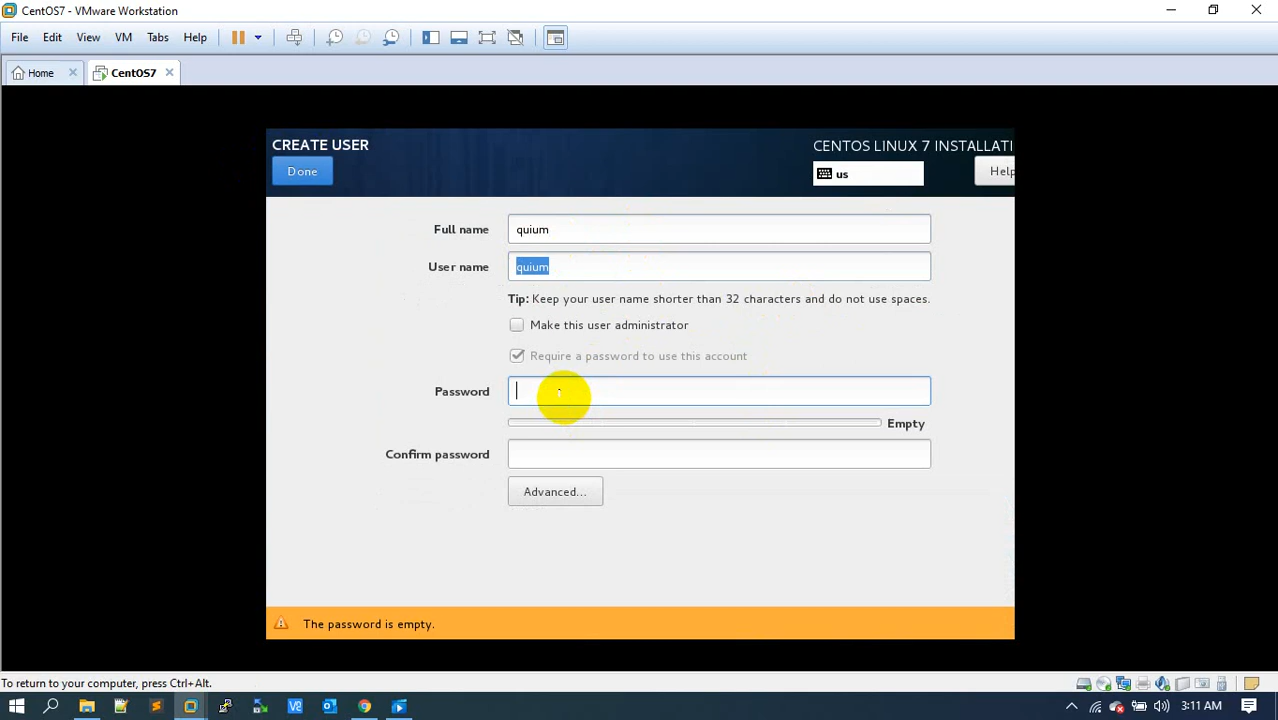 CentOS7 - VMware Workstation
File Edit View VM Tabs Help
Home CentOS7
CREATE USER
CENTOS LINUX 7 INSTALLATI
Done
us
Help
Full name quium
User name quium
Tip: Keep your user name shorter than 32 characters and do not use spaces.
Make this user administrator
Require a password to use this account
Password
Empty
Confirm password
Advanced...
The password is empty.
To return to your computer, press Ctrl+Alt.
3:11 AM